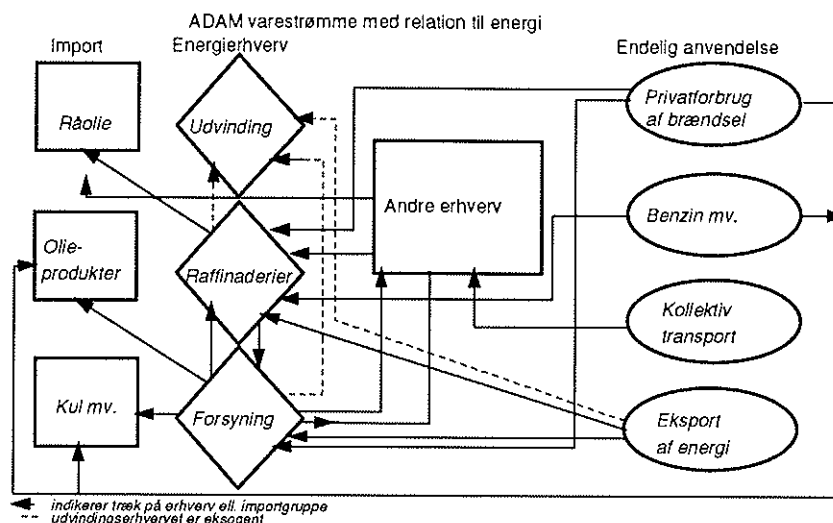 ADAM varestrømme med relation til energi
Import
Energierhverv
Endelig anvendelse
Råolie
Udvinding
Privatforbrug
af brændsel
Andre erhverv
Benzin mv.
Olie-
produkter
Raffinaderier
Kollektiv
transport
Kul mv.
Forsyning
Eksport
af energi
indikerer træk på erhverv ell. importgruppe
udvindingserhvervet er eksogent